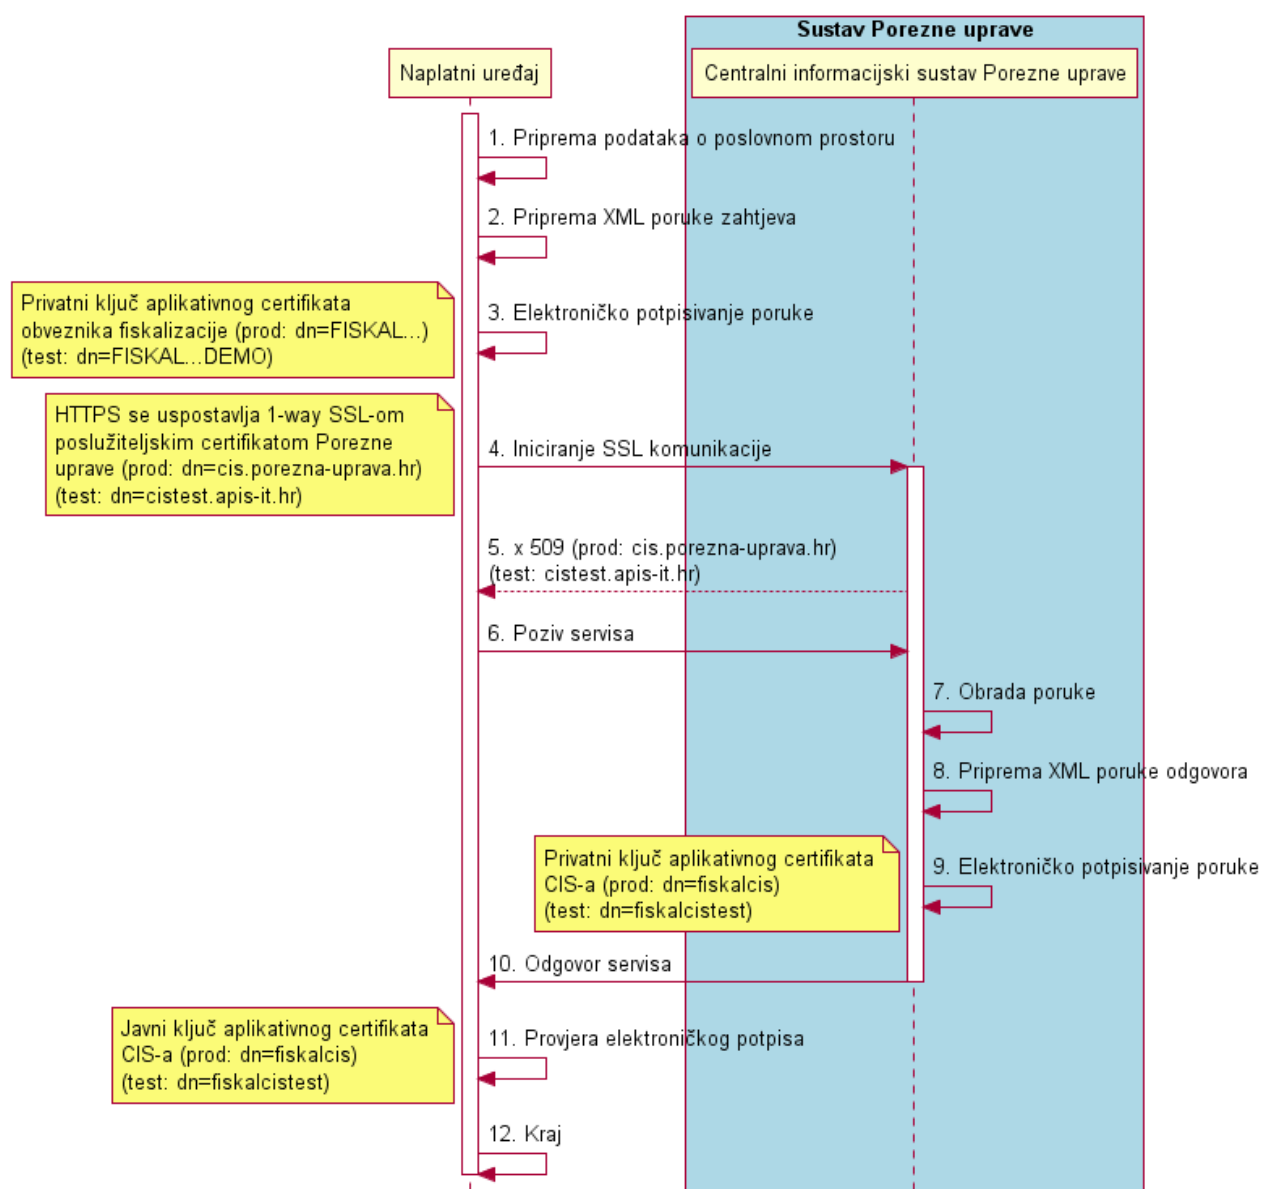 Sustav Porezne uprave
Naplatni uređaj
Centralni informacijski sustav Porezne uprave
1. Priprema podataka o poslovnom prostoru
2. Priprema XML poruke zahtjeva
Privatni ključ aplikativnog certifikata
obveznika fiskalizacije (prod: dn=FISKAL...)
(test: dn=FISKAL...DEMO)
3. Elektroničko potpisivanje poruke
HTTPS se uspostavlja 1-way SSL-om
poslužiteljskim certifikatom Porezne
uprave (prod: dn=cis.porezna-uprava.hr)
(test: dn=cistest.apis-it.hr)
4. Iniciranje SSL komunikacije
5. x 509 (prod: cis.porezna-uprava.hr)
(test: cistest.apis-it.hr)
6. Poziv servisa
7. Obrada poruke
8. Priprema XML poruke odgovora
Privatni ključ aplikativnog certifikata
CIS-a (prod: dn=fiskalcis)
(test: dn=fiskalcistest)
9. Elektroničko potpisivanje poruke
10. Odgovor servisa
Javni ključ aplikativnog certifikata
CIS-a (prod: dn=fiskalcis)
(test: dn=fiskalcistest)
11. Provjera elektroničkog potpisa
12. Kraj